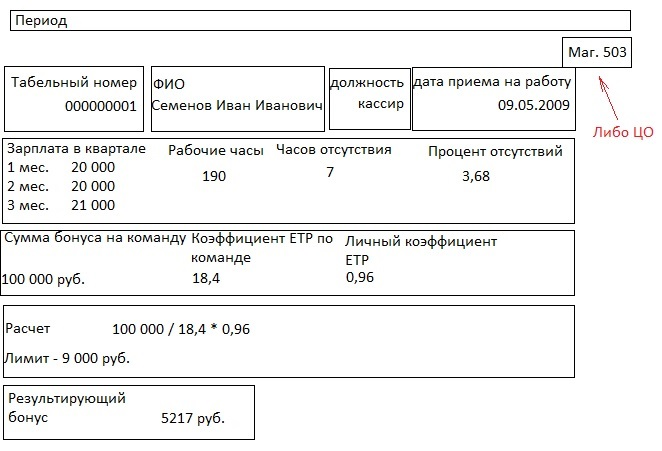 Период
Маг. 503
Либо ЦО
Табельный номер
000000001
ФИО
Семенов Иван Иванович
должность
кассир
дата приема на работу
09.05.2009
Зарплата в квартале
1 мес. 20 000
2 мес. 20 000
3 мес. 21 000
Рабочие часы
190
Часов отсутствия
7
Процент отсутствий
3,68
Сумма бонуса на команду
100 000 руб.
Коэффициент ЕТР по
команде
18,4
Личный коэффициент
ЕТР
0,96
Расчет 100 000 / 18,4 * 0,96
Лимит - 9 000 руб.
Результирующий
бонус 5217 руб.